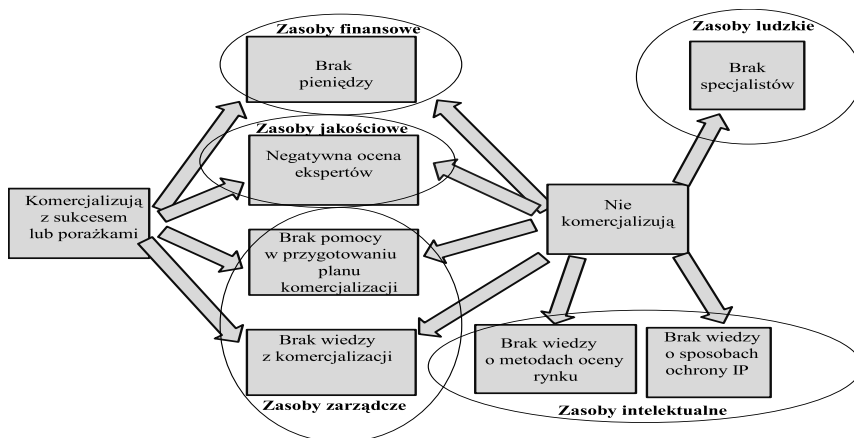 Zasoby finansowe
Brak
pieniędzy
Zasoby ludzkie
Brak
specjalistów
Zasoby jakościowe
Negatywna ocena
ekspertów
Komercjalizują
z sukcesem
lub porażkami
Nie
komercjalizują
Brak pomocy
w przygotowaniu
planu
komercjalizacji
Brak wiedzy
z komercjalizacji
Zasoby zarządcze
Brak wiedzy
o metodach oceny
rynku
Brak wiedzy
o sposobach
ochrony IP
Zasoby intelektualne